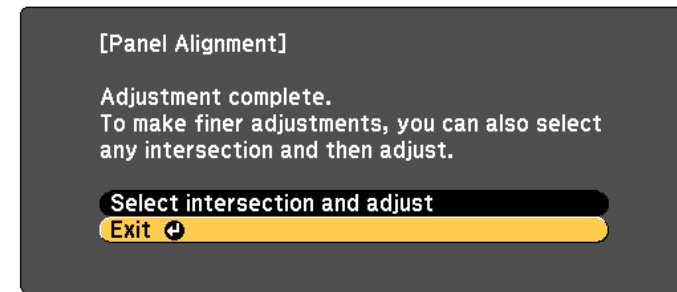 [Panel Alignment]
Adjustment complete.
To make finer adjustments, you can also select
any intersection and then adjust.
Select intersection and adjust
Exit